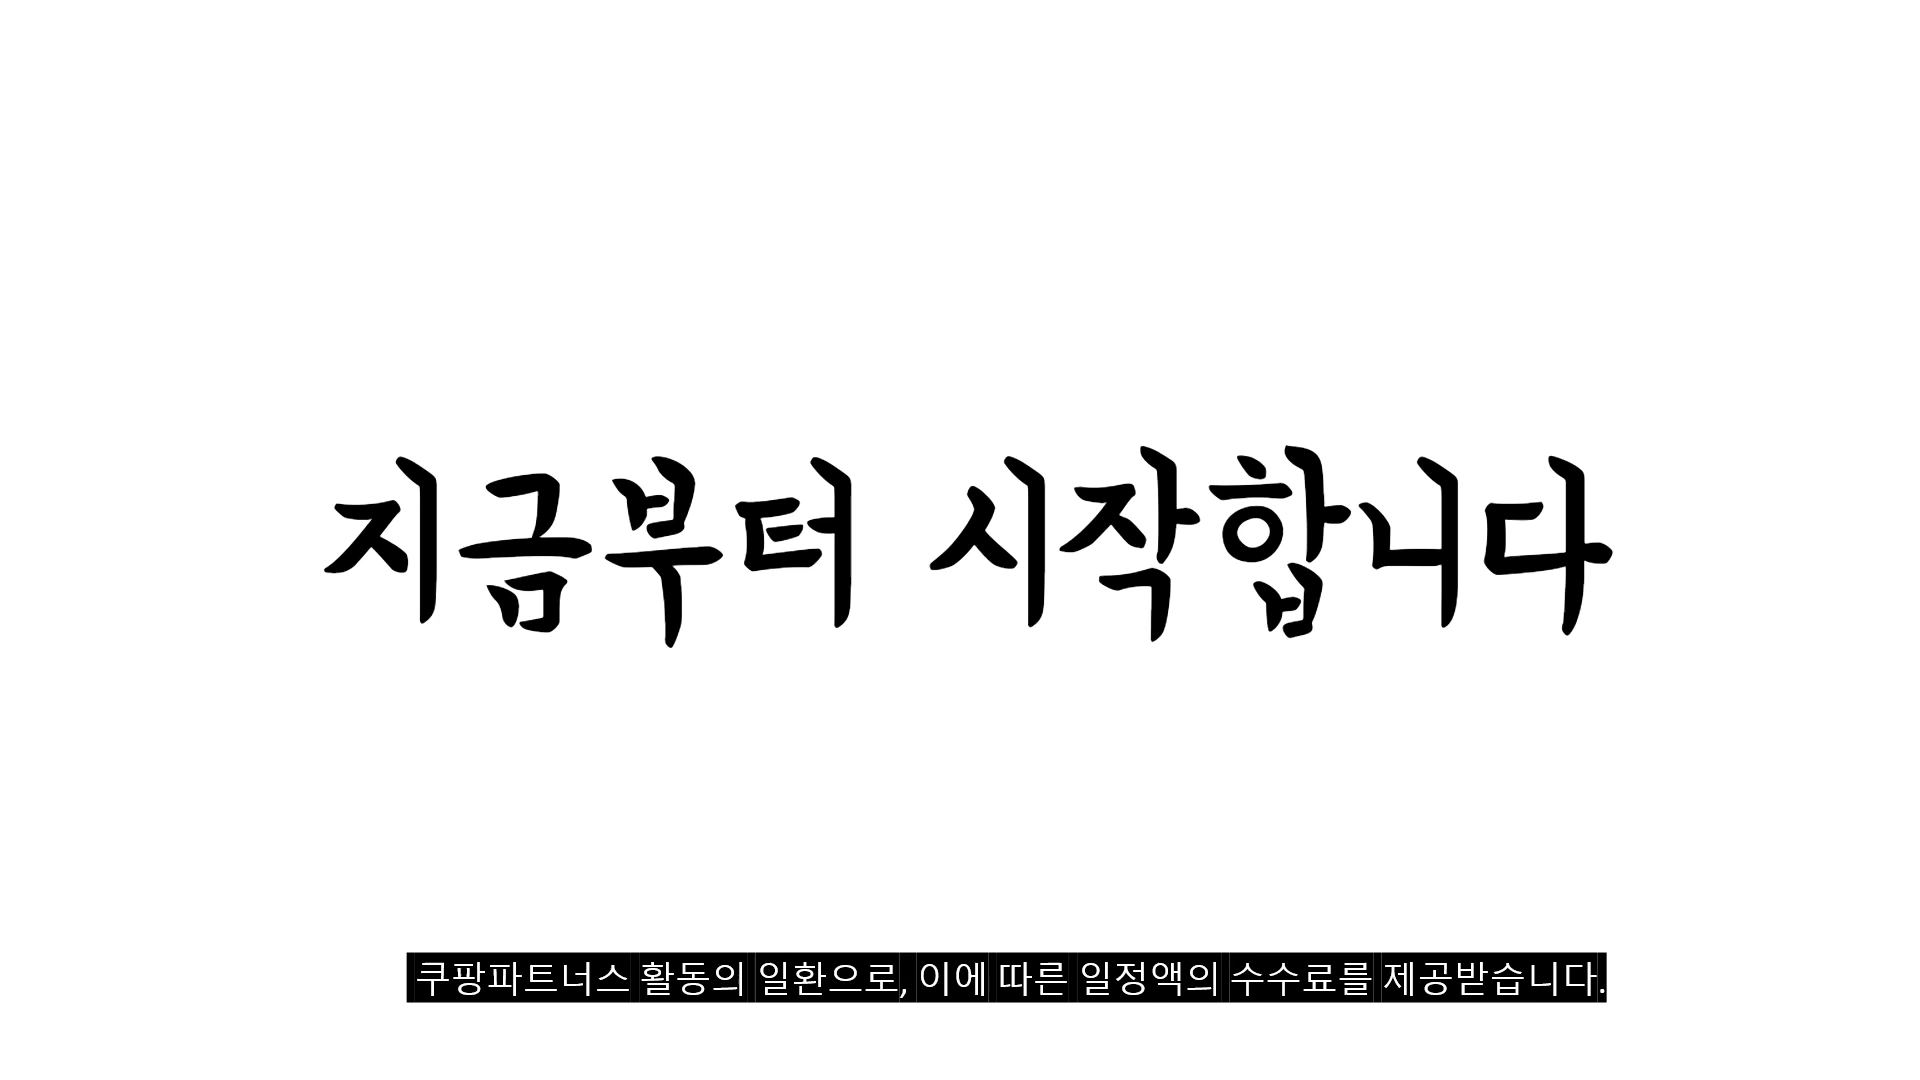 지금부터 시작합니다
쿠팡파트너스 활동의 일환으로, 이에 따른 일정액의 수수료를 제공받습니다.